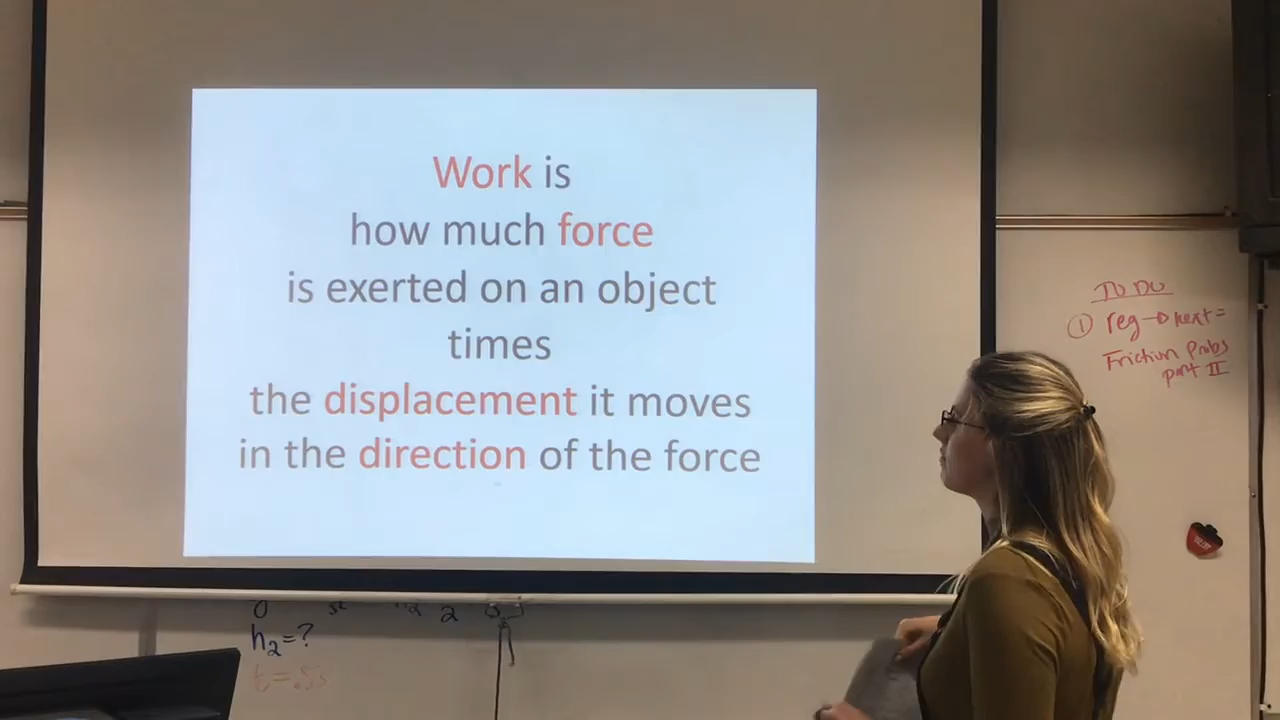 Work is
how much force
is exerted on an object
times
the displacement it moves
in the direction of the force
TO DO
① reg → next =
Friction Probs
part II
h₂=?
t=.5s